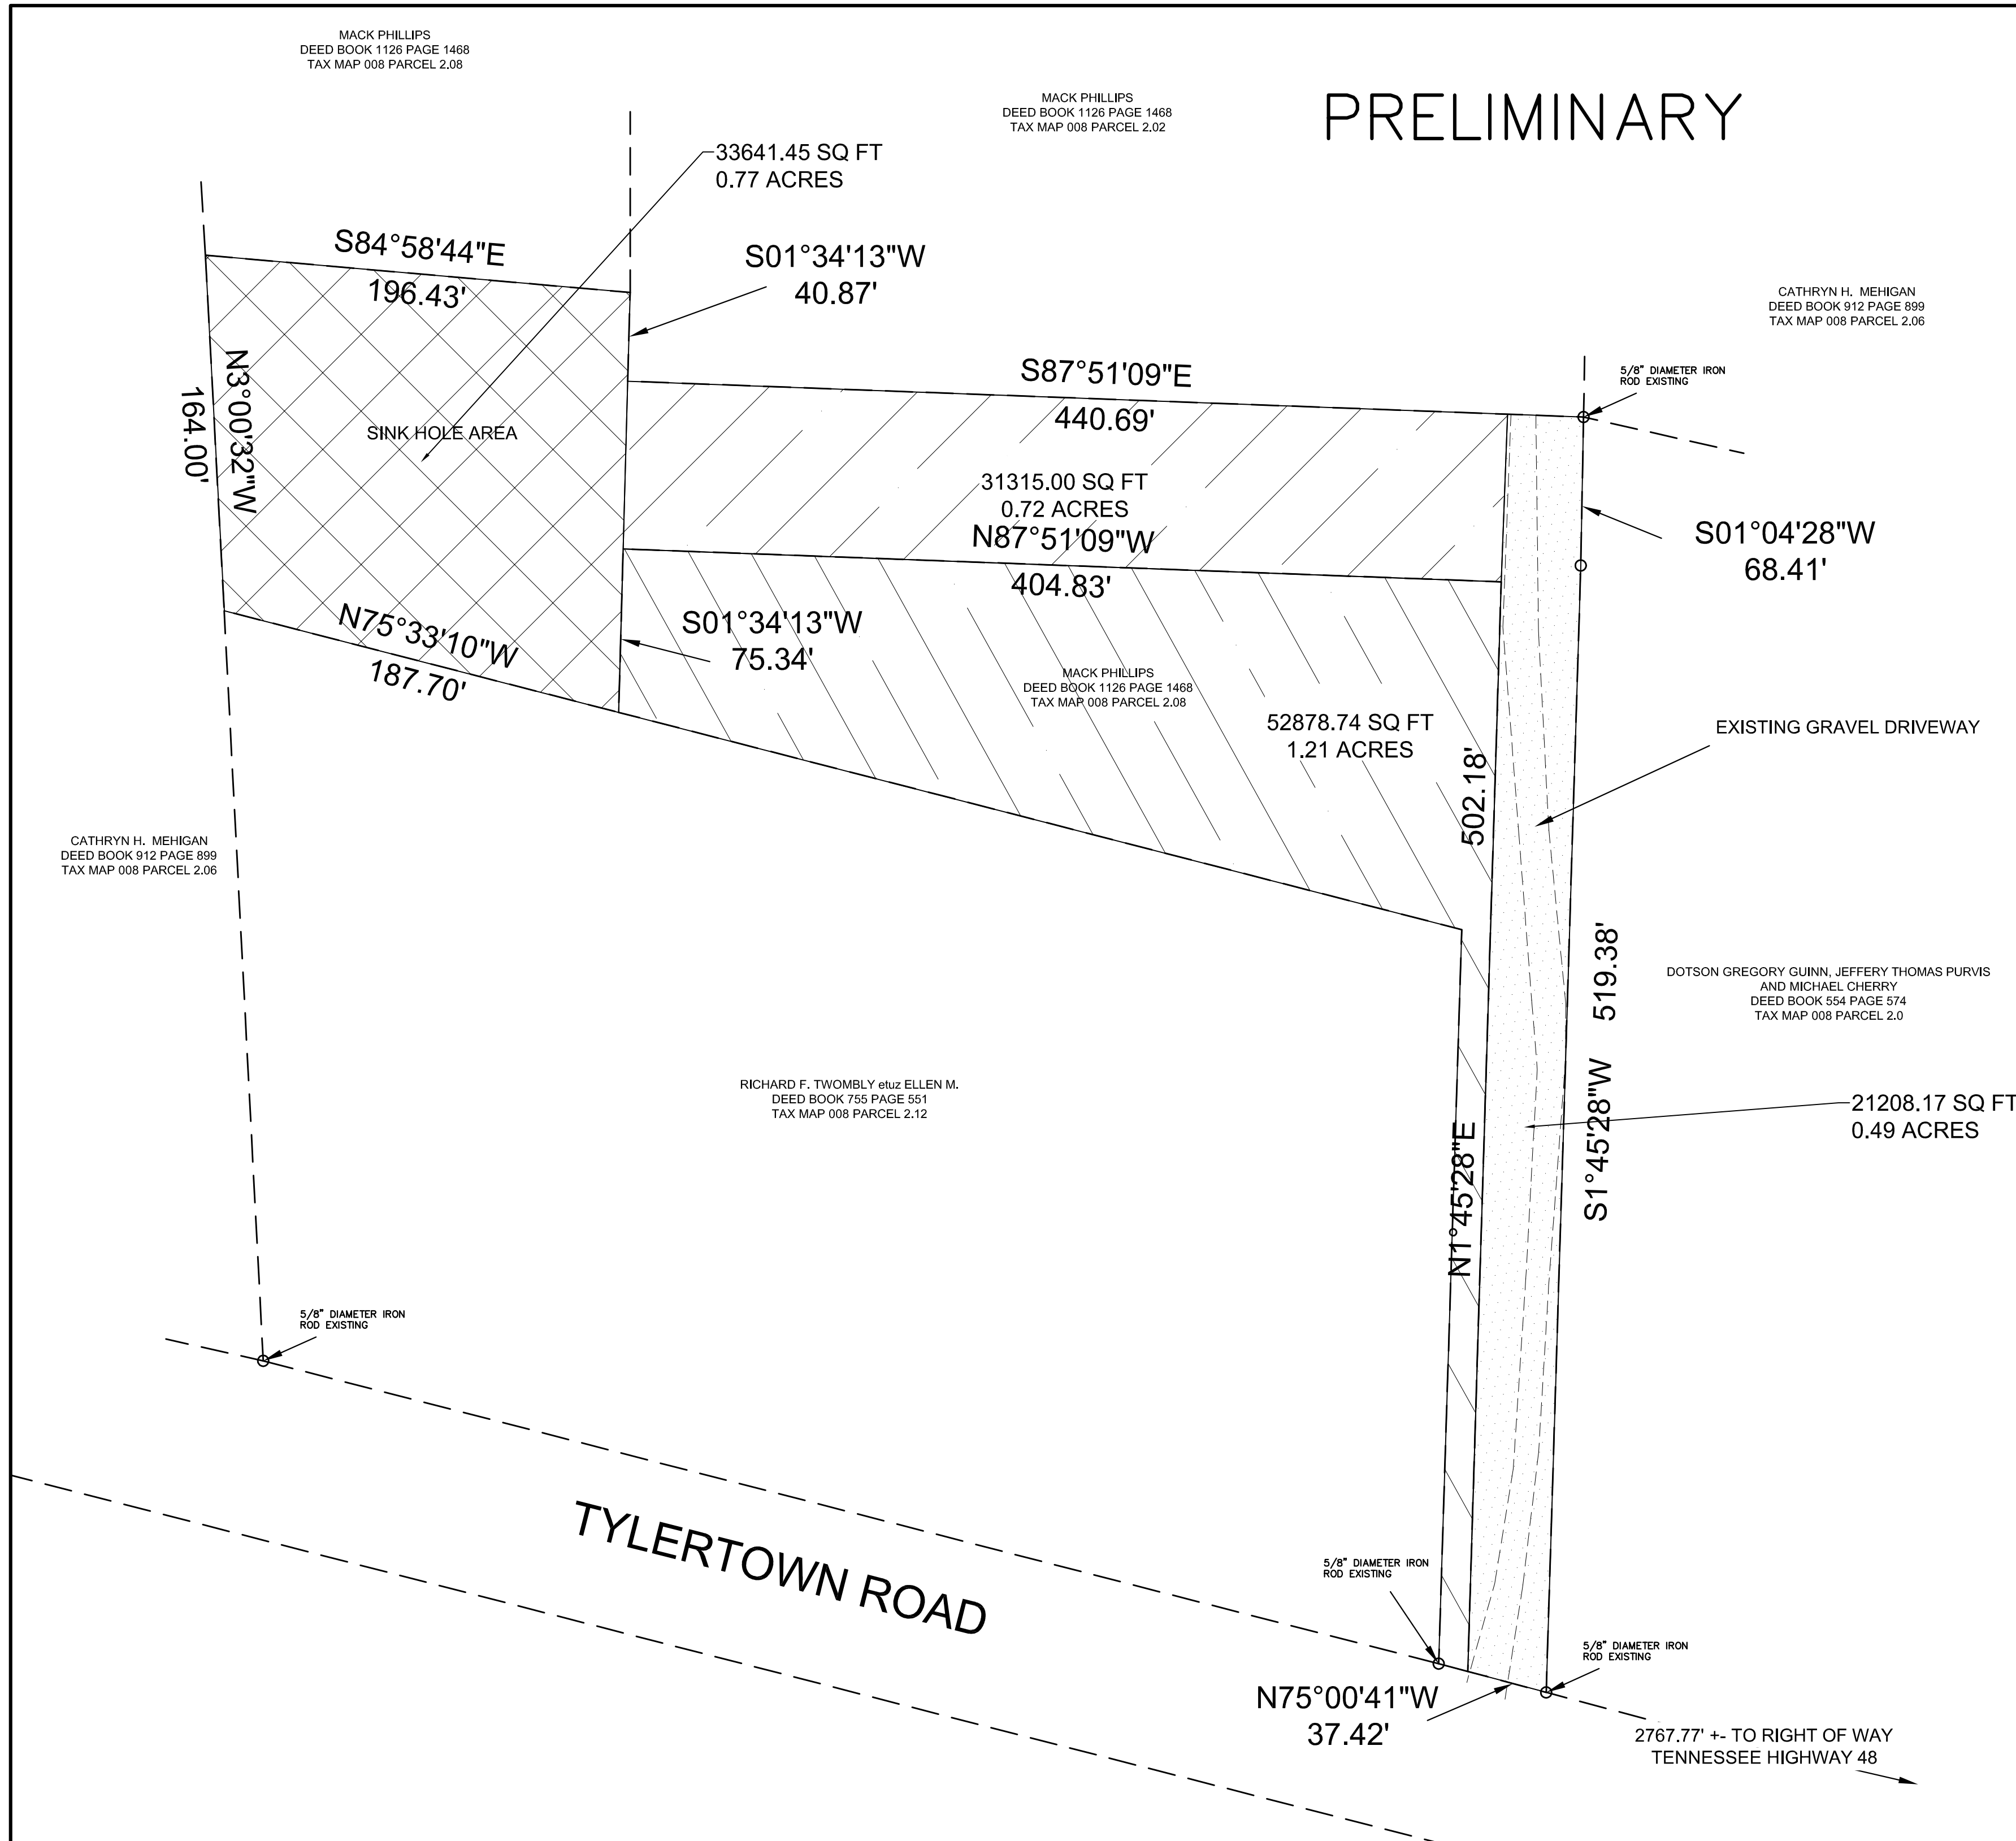 MACK PHILLIPS
DEED BOOK 1126 PAGE 1468
TAX MAP 008 PARCEL 2.08
MACK PHILLIPS
DEED BOOK 1126 PAGE 1468
TAX MAP 008 PARCEL 2.02
PRELIMINARY
33641.45 SQ FT
0.77 ACRES
S84°58'44"E
196.43'
S01°34'13"W
40.87'
CATHRYN H. MEHIGAN
DEED BOOK 912 PAGE 899
TAX MAP 008 PARCEL 2.06
5/8" DIAMETER IRON
ROD EXISTING
N3°00'32"W
164.00'
SINK HOLE AREA
S87°51'09"E
440.69'
31315.00 SQ FT
0.72 ACRES
N87°51'09"W
404.83'
S01°04'28"W
68.41'
N75°33'10"W
187.70'
S01°34'13"W
75.34'
MACK PHILLIPS
DEED BOOK 1126 PAGE 1468
TAX MAP 008 PARCEL 2.08
52878.74 SQ FT
1.21 ACRES
502.18'
EXISTING GRAVEL DRIVEWAY
CATHRYN H. MEHIGAN
DEED BOOK 912 PAGE 899
TAX MAP 008 PARCEL 2.06
519.38'
DOTSON GREGORY GUINN, JEFFERY THOMAS PURVIS
AND MICHAEL CHERRY
DEED BOOK 554 PAGE 574
TAX MAP 008 PARCEL 2.0
RICHARD F. TWOMBLY etuz ELLEN M.
DEED BOOK 755 PAGE 551
TAX MAP 008 PARCEL 2.12
N1°45'28"E
S1°45'28"W
21208.17 SQ FT
0.49 ACRES
5/8" DIAMETER IRON
ROD EXISTING
TYLERTOWN ROAD
5/8" DIAMETER IRON
ROD EXISTING
5/8" DIAMETER IRON
ROD EXISTING
N75°00'41"W
37.42'
2767.77' +- TO RIGHT OF WAY
TENNESSEE HIGHWAY 48